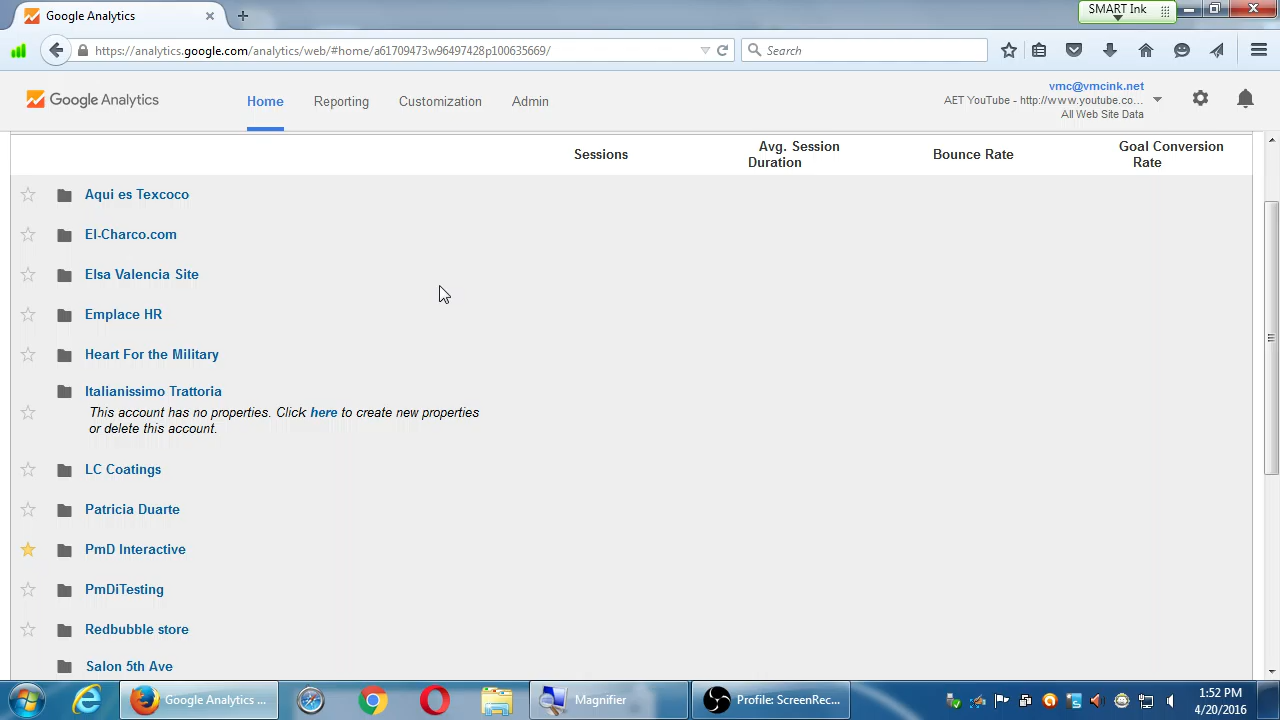 Google Analytics
SMART Ink
https://analytics.google.com/analytics/web/#home/a61709473w96497428p100635669/
Search
Google Analytics
Home
Reporting
Customization
Admin
vmc@vmcink.net
AET YouTube - http://www.youtube.co...
All Web Site Data
Sessions
Avg. Session
Duration
Bounce Rate
Goal Conversion
Rate
Aqui es Texcoco
El-Charco.com
Elsa Valencia Site
Emplace HR
Heart For the Military
Italianissimo Trattoria
This account has no properties. Click here to create new properties
or delete this account.
LC Coatings
Patricia Duarte
PmD Interactive
PmDiTesting
Redbubble store
Salon 5th Ave
Google Analytics ...
Magnifier
Profile: ScreenRec...
1:52 PM
4/20/2016